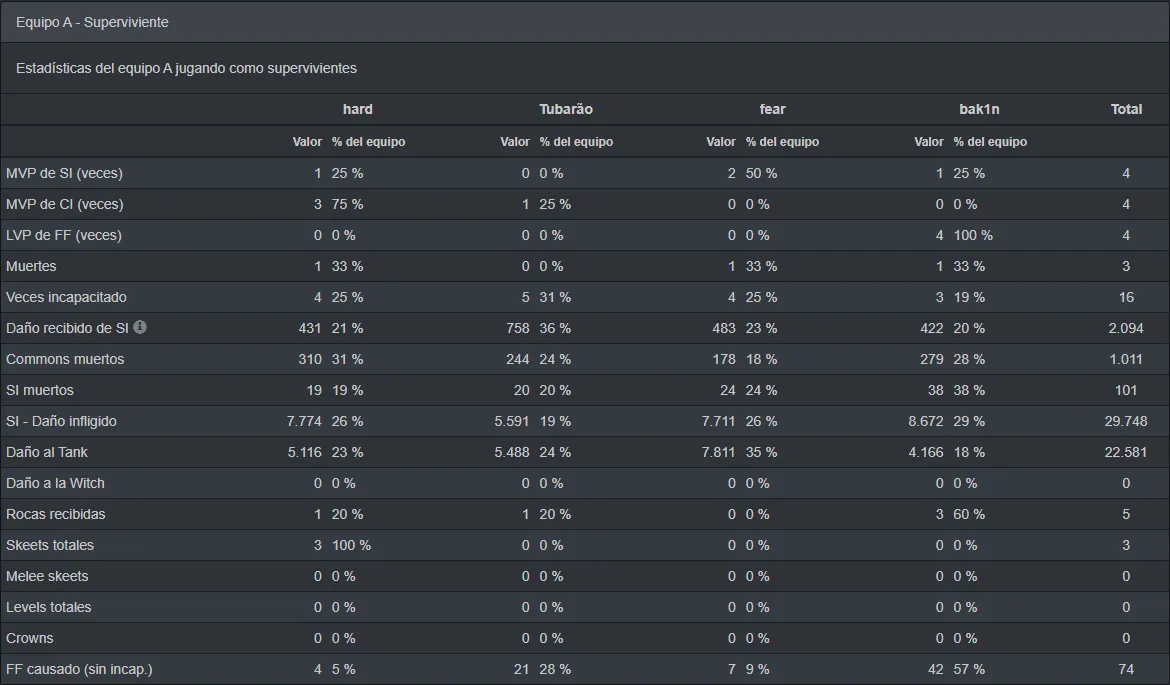 Equipo A - Superviviente
Estadísticas del equipo A jugando como supervivientes
hard Tubarão fear bak1n Total
Valor % del equipo Valor % del equipo Valor % del equipo Valor % del equipo
MVP de SI (veces) 1 25 % 0 0 % 2 50 % 1 25 % 4
MVP de CI (veces) 3 75 % 1 25 % 0 0 % 0 0 % 4
LVP de FF (veces) 0 0 % 0 0 % 0 0 % 4 100 % 4
Muertes 1 33 % 0 0 % 1 33 % 1 33 % 3
Veces incapacitado 4 25 % 5 31 % 4 25 % 3 19 % 16
Daño recibido de SI 431 21 % 758 36 % 483 23 % 422 20 % 2.094
Commons muertos 310 31 % 244 24 % 178 18 % 279 28 % 1.011
SI muertos 19 19 % 20 20 % 24 24 % 38 38 % 101
SI - Daño infligido 7.774 26 % 5.591 19 % 7.711 26 % 8.672 29 % 29.748
Daño al Tank 5.116 23 % 5.488 24 % 7.811 35 % 4.166 18 % 22.581
Daño a la Witch 0 0 % 0 0 % 0 0 % 0 0 % 0
Rocas recibidas 1 20 % 1 20 % 0 0 % 3 60 % 5
Skeets totales 3 100 % 0 0 % 0 0 % 0 0 % 3
Melee skeets 0 0 % 0 0 % 0 0 % 0 0 % 0
Levels totales 0 0 % 0 0 % 0 0 % 0 0 % 0
Crowns 0 0 % 0 0 % 0 0 % 0 0 % 0
FF causado (sin incap.) 4 5 % 21 28 % 7 9 % 42 57 % 74